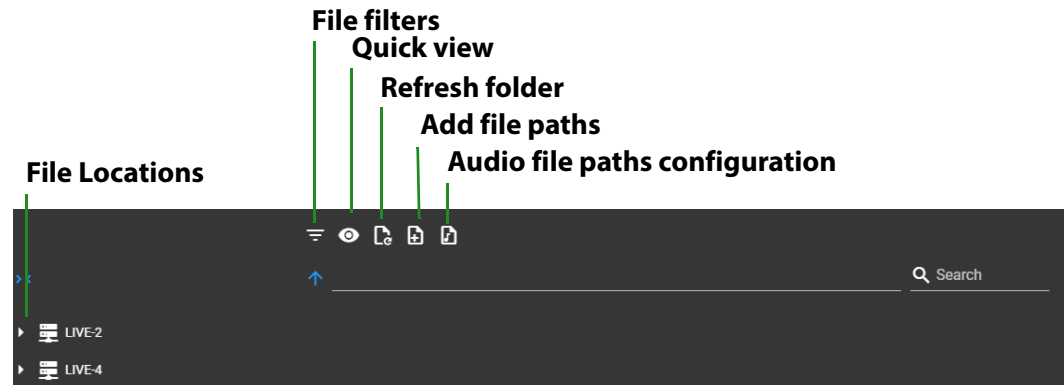 File filters
Quick view
Refresh folder
Add file paths
Audio file paths configuration
File Locations
Search
LIVE-2
LIVE-4